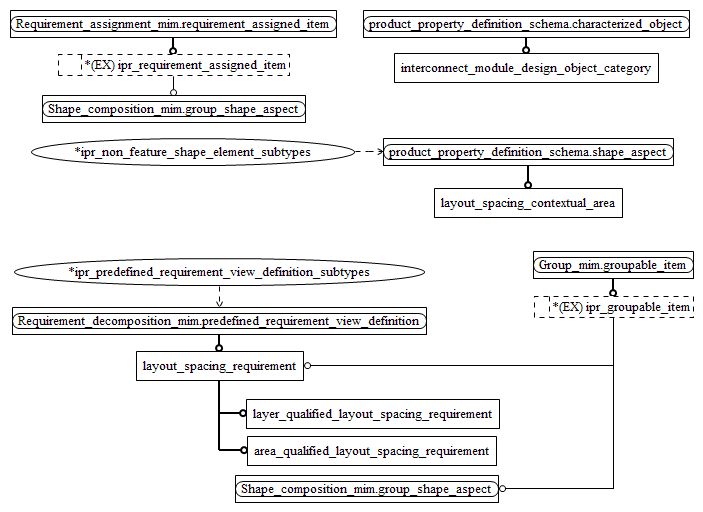 Requirement_assignment_mim.requirement_assigned_item
product_property_definition_schema.characterized_object
*(EX) ipr_requirement_assigned_item
interconnect_module_design_object_category
Shape_composition_mim.group_shape_aspect
*ipr_non_feature_shape_element_subtypes
product_property_definition_schema.shape_aspect
layout_spacing_contextual_area
*ipr_predefined_requirement_view_definition_subtypes
Group_mim.groupable_item
*(EX) ipr_groupable_item
Requirement_decomposition_mim.predefined_requirement_view_definition
layout_spacing_requirement
layer_qualified_layout_spacing_requirement
area_qualified_layout_spacing_requirement
Shape_composition_mim.group_shape_aspect